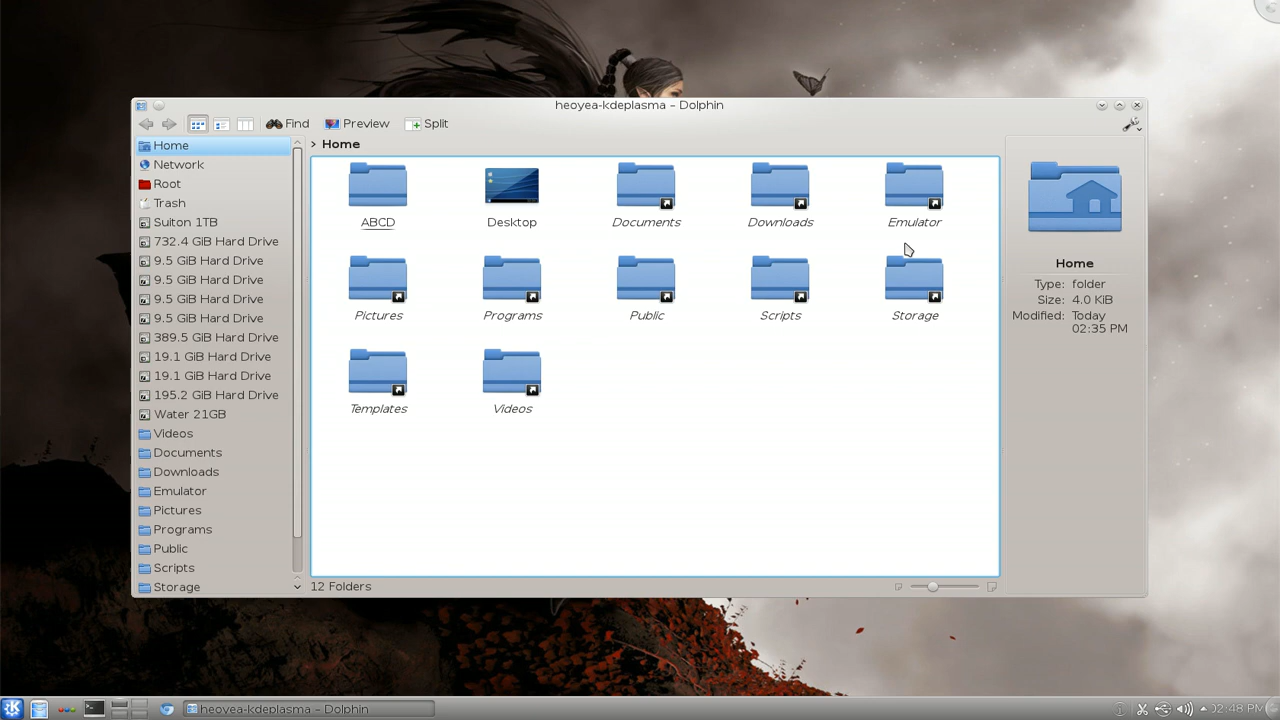 heoyea-kdeplasma – Dolphin
Find Preview Split
Home
Network
Root
Trash
Suiton 1TB
732.4 GiB Hard Drive
9.5 GiB Hard Drive
9.5 GiB Hard Drive
9.5 GiB Hard Drive
9.5 GiB Hard Drive
389.5 GiB Hard Drive
19.1 GiB Hard Drive
19.1 GiB Hard Drive
195.2 GiB Hard Drive
Water 21GB
Videos
Documents
Downloads
Emulator
Pictures
Programs
Public
Scripts
Storage
> Home
ABCD Desktop Documents Downloads Emulator
Pictures Programs Public Scripts Storage
Templates Videos
12 Folders
Home
Type: folder
Size: 4.0 KiB
Modified: Today
02:35 PM
heoyea-kdeplasma – Dolphin
02:48 PM